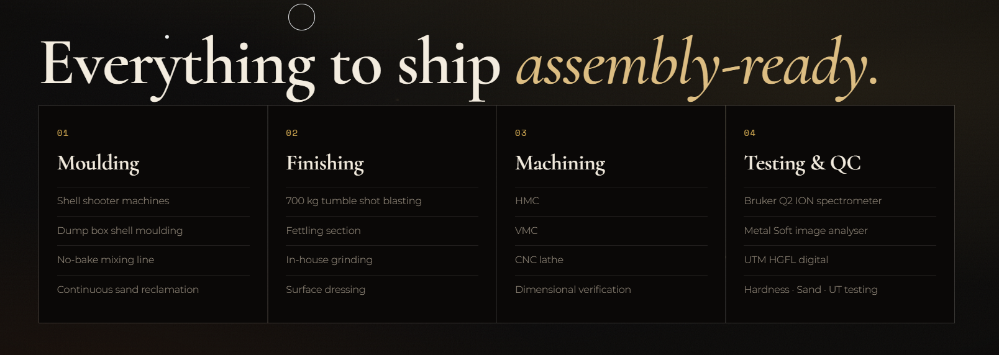 Everything to ship assembly-ready.
01
Moulding
Shell shooter machines
Dump box shell moulding
No-bake mixing line
Continuous sand reclamation
02
Finishing
700 kg tumble shot blasting
Fettling section
In-house grinding
Surface dressing
03
Machining
HMC
VMC
CNC lathe
Dimensional verification
04
Testing & QC
Bruker Q2 ION spectrometer
Metal Soft image analyser
UTM HGFL digital
Hardness · Sand · UT testing